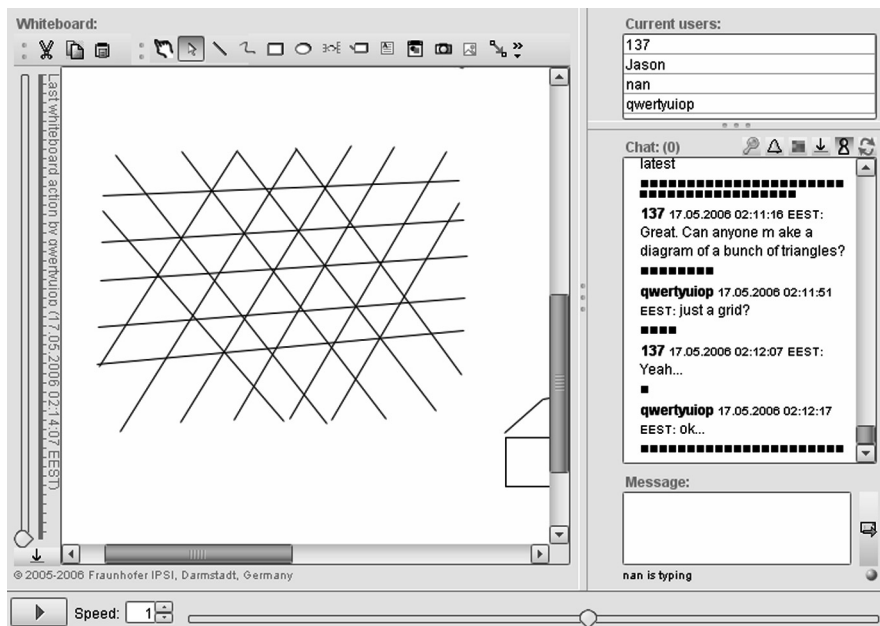 Whiteboard:
Last whiteboard action by qwertyuiop (17.05.2006 02:14:07 EEST)
© 2005-2006 Fraunhofer IPSI, Darmstadt, Germany
Current users:
137
Jason
nan
qwertyuiop
Chat: (0)
latest
137 17.05.2006 02:11:16 EEST:
Great. Can anyone m ake a
diagram of a bunch of triangles?
qwertyuiop 17.05.2006 02:11:51
EEST: just a grid?
137 17.05.2006 02:12:07 EEST:
Yeah...
qwertyuiop 17.05.2006 02:12:17
EEST: ok...
Message:
nan is typing
Speed: 1